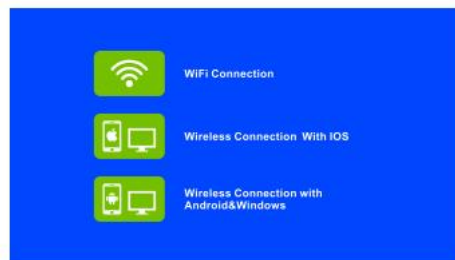 WiFi Connection
Wireless Connection With IOS
Wireless Connection with
Android&Windows